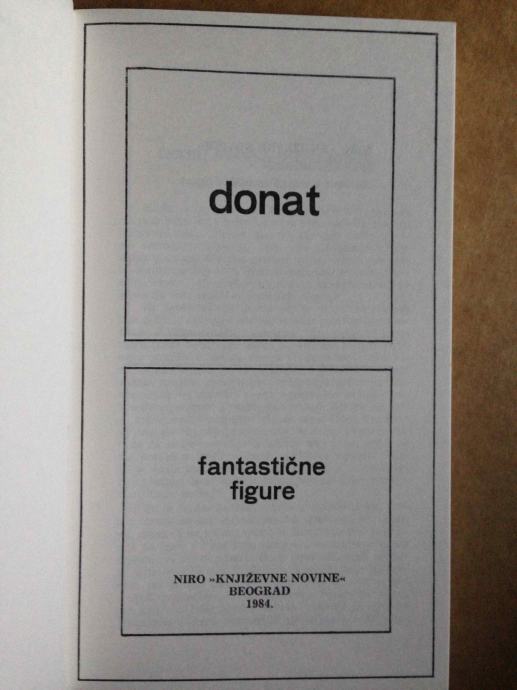 donat
fantastične
figure
NIRO »KNJIŽEVNE NOVINE«
BEOGRAD
1984.